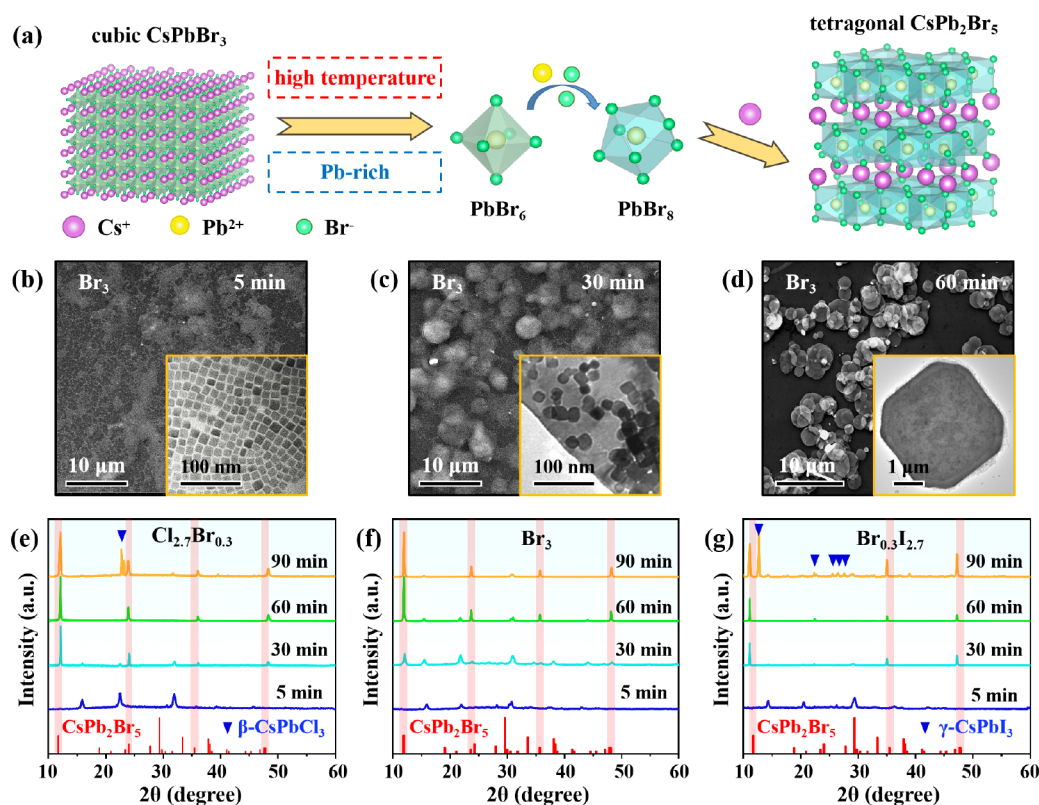 (a)
cubic CsPbBr₃
high temperature
Pb-rich
PbBr₆
PbBr₈
tetragonal CsPb₂Br₅
Cs⁺
Pb²⁺
Br⁻
(b)
Br₃
5 min
10 μm
100 nm
(c)
Br₃
30 min
10 μm
100 nm
(d)
Br₃
60 min
10 μm
1 μm
(e)
Cl₂.₇Br₀.₃
90 min
60 min
30 min
5 min
CsPb₂Br₅
β-CsPbCl₃
Intensity (a.u.)
10 20 30 40 50 60
2θ (degree)
(f)
Br₃
90 min
60 min
30 min
5 min
CsPb₂Br₅
Intensity (a.u.)
10 20 30 40 50 60
2θ (degree)
(g)
Br₀.₃I₂.₇
90 min
60 min
30 min
5 min
CsPb₂Br₅
γ-CsPbI₃
Intensity (a.u.)
10 20 30 40 50 60
2θ (degree)